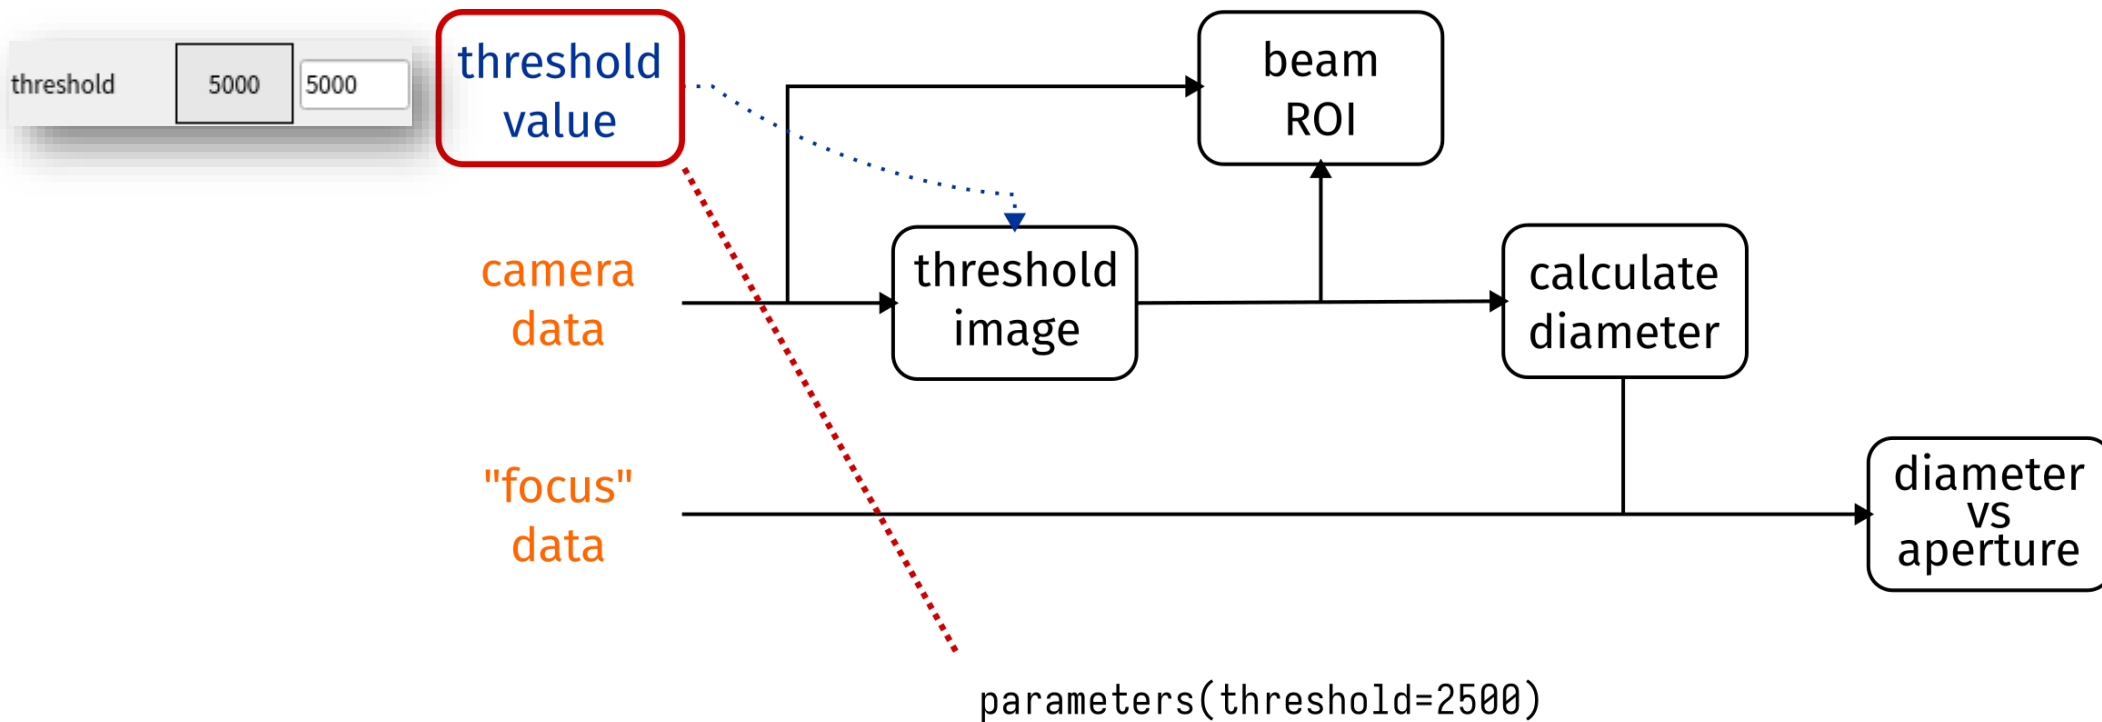 threshold 5000 5000
threshold
value
beam
ROI
camera
data
threshold
image
calculate
diameter
"focus"
data
diameter
vs
aperture
parameters(threshold=2500)